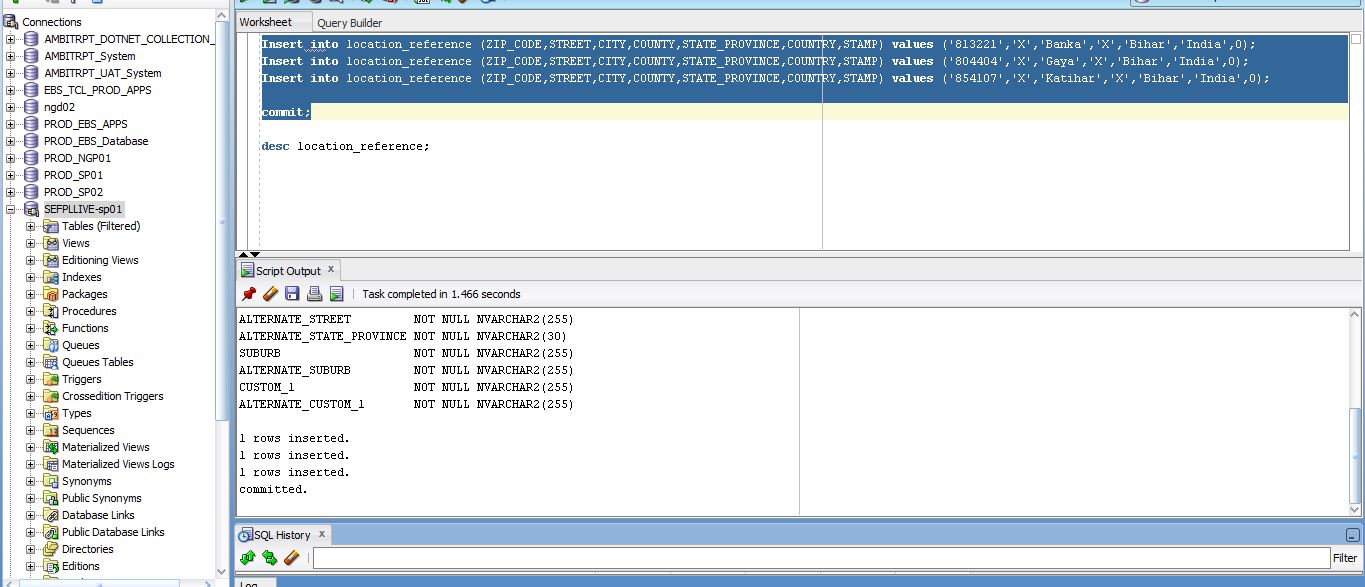 Connections
AMBITRPT_DOTNET_COLLECTION_
AMBITRPT_System
AMBITRPT_UAT_System
EBS_TCL_PROD_APPS
ngd02
PROD_EBS_APPS
PROD_EBS_Database
PROD_NGP01
PROD_SP01
PROD_SP02
SEFPLLIVE-sp01
Tables (Filtered)
Views
Editioning Views
Indexes
Packages
Procedures
Functions
Queues
Queues Tables
Triggers
Crossedition Triggers
Types
Sequences
Materialized Views
Materialized Views Logs
Synonyms
Public Synonyms
Database Links
Public Database Links
Directories
Editions
Worksheet Query Builder
Insert into location_reference (ZIP_CODE,STREET,CITY,COUNTY,STATE_PROVINCE,COUNTRY,STAMP) values ('813221','X','Banka','X','Bihar','India',0);
Insert into location_reference (ZIP_CODE,STREET,CITY,COUNTY,STATE_PROVINCE,COUNTRY,STAMP) values ('804404','X','Gaya','X','Bihar','India',0);
Insert into location_reference (ZIP_CODE,STREET,CITY,COUNTY,STATE_PROVINCE,COUNTRY,STAMP) values ('854107','X','Katihar','X','Bihar','India',0);
commit;
desc location_reference;
Script Output x
Task completed in 1.466 seconds
ALTERNATE_STREET NOT NULL NVARCHAR2(255)
ALTERNATE_STATE_PROVINCE NOT NULL NVARCHAR2(30)
SUBURB NOT NULL NVARCHAR2(255)
ALTERNATE_SUBURB NOT NULL NVARCHAR2(255)
CUSTOM_1 NOT NULL NVARCHAR2(255)
ALTERNATE_CUSTOM_1 NOT NULL NVARCHAR2(255)
1 rows inserted.
1 rows inserted.
1 rows inserted.
committed.
SQL History x
Filter